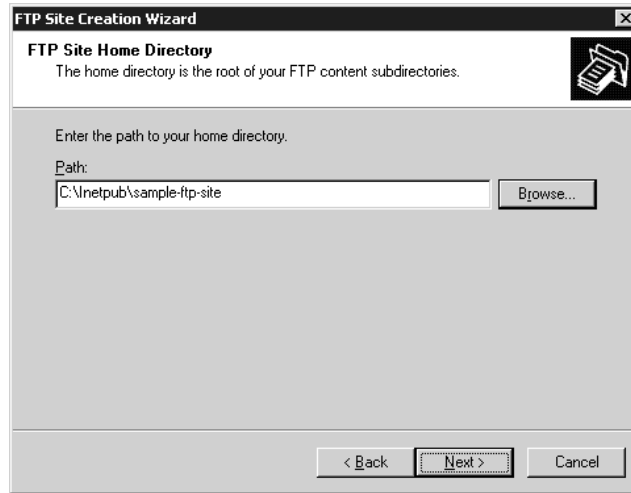 FTP Site Creation Wizard
FTP Site Home Directory
The home directory is the root of your FTP content subdirectories.
Enter the path to your home directory.
Path:
C:\Inetpub\sample-ftp-site
Browse...
< Back
Next >
Cancel